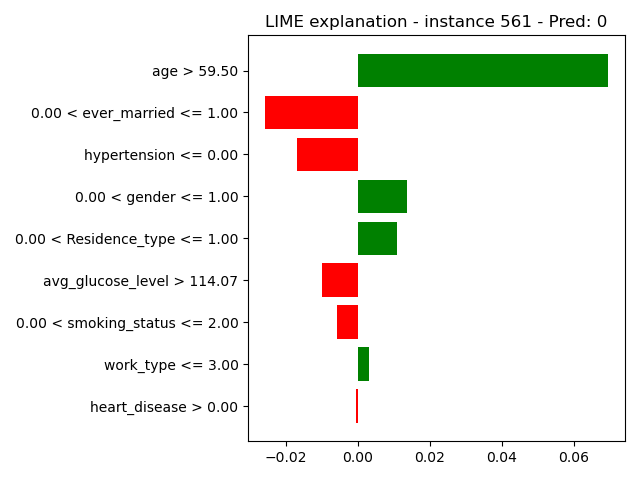 LIME explanation - instance 561 - Pred: 0
age > 59.50
0.00 < ever_married <= 1.00
hypertension <= 0.00
0.00 < gender <= 1.00
0.00 < Residence_type <= 1.00
avg_glucose_level > 114.07
0.00 < smoking_status <= 2.00
work_type <= 3.00
heart_disease > 0.00
−0.02 0.00 0.02 0.04 0.06